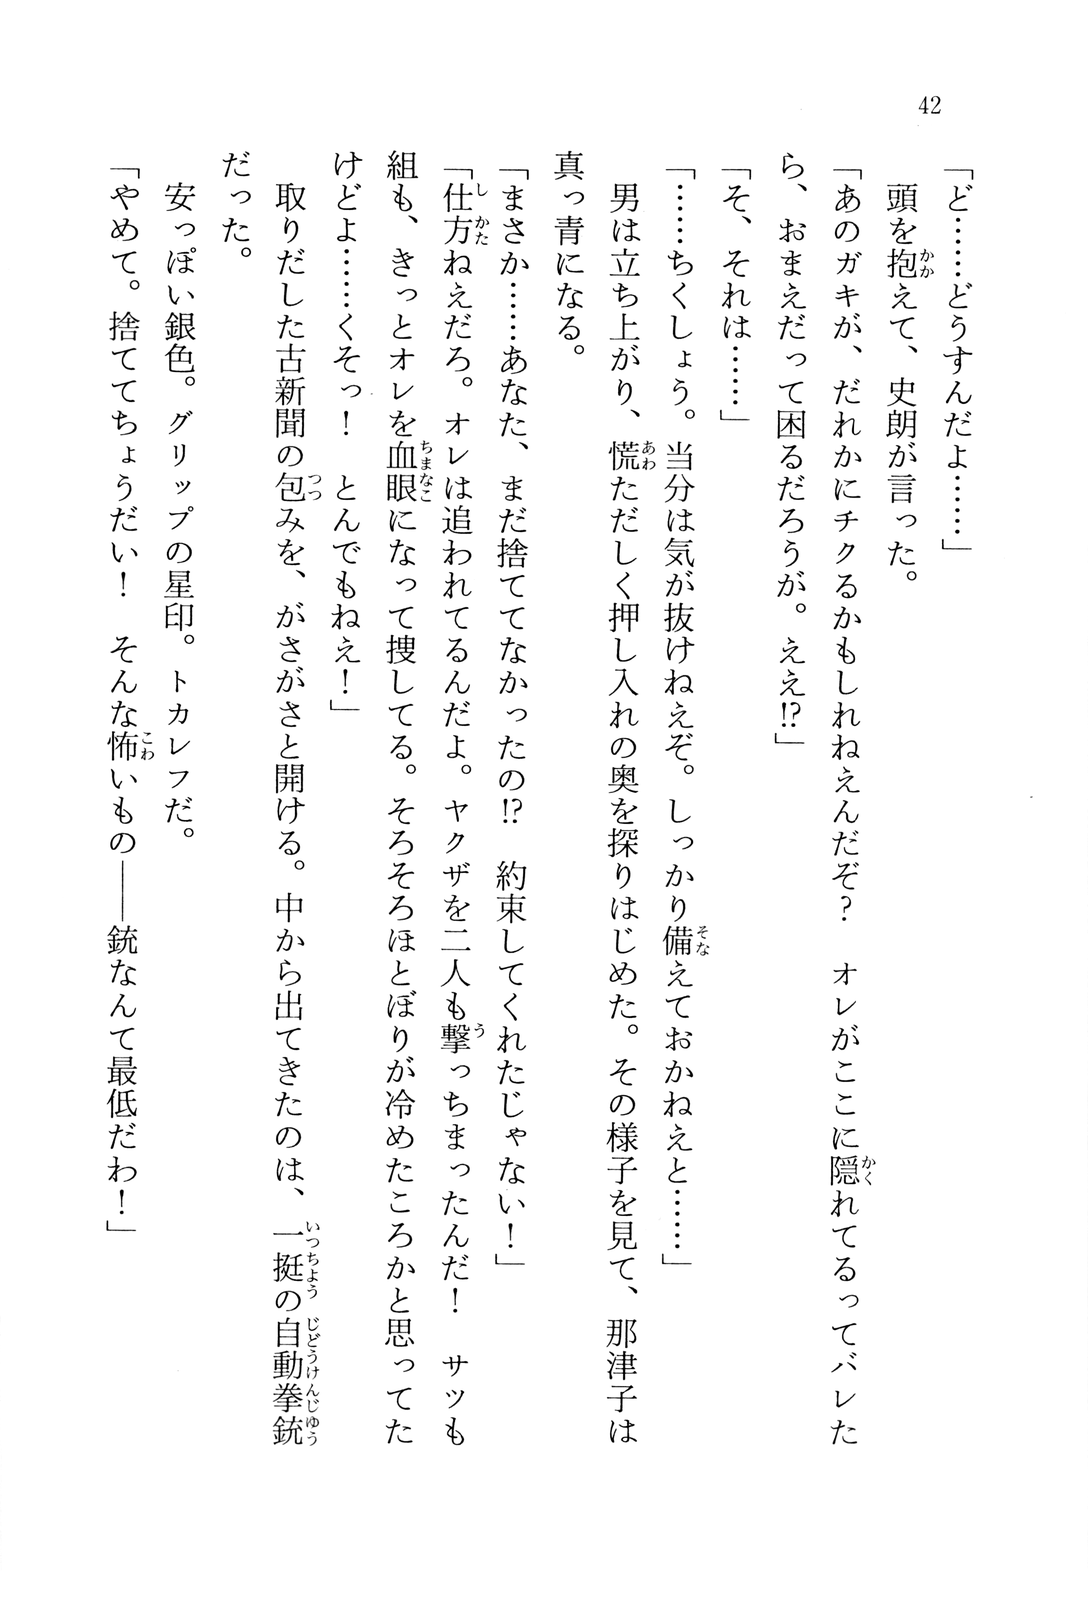 42
「ど……どうすんだよ……」
頭を抱えて、史朗が言った。
「あのガキが、だれかにチクるかもしれねえんだぞ？　オレがここに隠れてるってバレた
ら、おまえだって困るだろうが。ええ!?」
「そ、それは……」
「……ちくしょう。当分は気が抜けねえぞ。しっかり備えておかねえと……」
男は立ち上がり、慌ただしく押し入れの奥を探りはじめた。その様子を見て、那津子は
真っ青になる。
「まさか……あなた、まだ捨ててなかったの!?　約束してくれたじゃない！」
「仕方ねえだろ。オレは追われてるんだよ。ヤクザを二人も撃っちまったんだ！　サツも
組も、きっとオレを血眼になって捜してる。そろそろほとぼりが冷めたころかと思ってた
けどよ……くそっ！　とんでもねえ！」
取りだした古新聞の包みを、がさがさと開ける。中から出てきたのは、一挺の自動拳銃
だった。
安っぽい銀色。グリップの星印。トカレフだ。
「やめて。捨ててちょうだい！　そんな怖いもの――銃なんて最低だわ！」